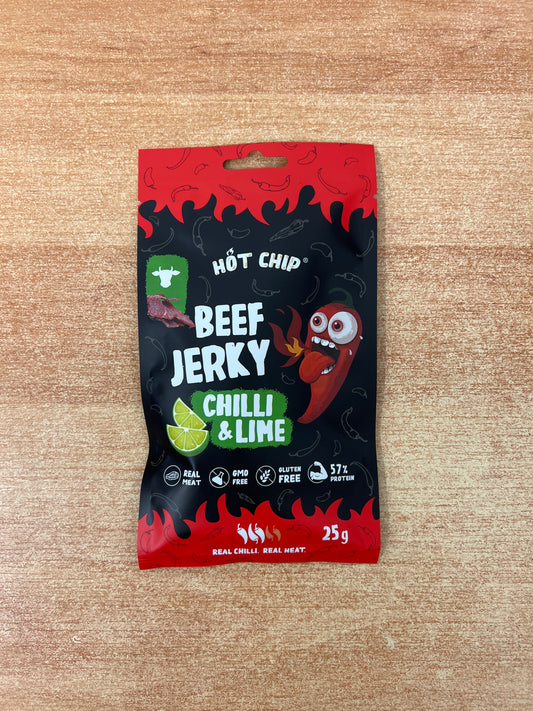 HOT CHIP®
BEEF
JERKY
CHILLI
& LIME
REAL
MEAT
GMO
FREE
GLUTEN
FREE
57%
PROTEIN
REAL CHILLI. REAL HEAT.
25g